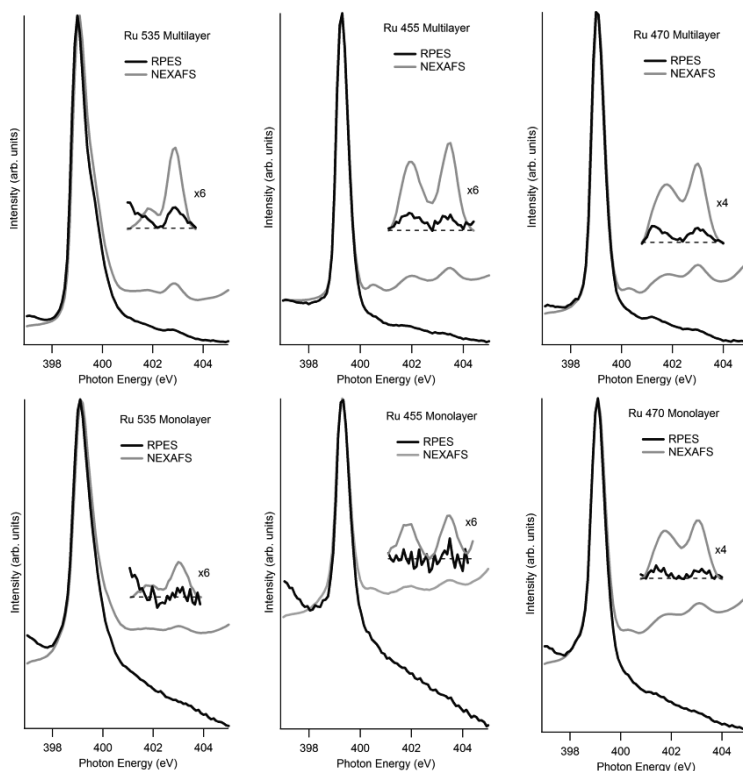 Ru 535 Multilayer
RPES
NEXAFS
x6
Intensity (arb. units)
398 400 402 404
Photon Energy (eV)
Ru 455 Multilayer
RPES
NEXAFS
x6
Intensity (arb. units)
398 400 402 404
Photon Energy (eV)
Ru 470 Multilayer
RPES
NEXAFS
x4
Intensity (arb. units)
398 400 402 404
Photon Energy (eV)
Ru 535 Monolayer
RPES
NEXAFS
x6
Intensity (arb. units)
398 400 402 404
Photon Energy (eV)
Ru 455 Monolayer
RPES
NEXAFS
x6
Intensity (arb. units)
398 400 402 404
Photon Energy (eV)
Ru 470 Monolayer
RPES
NEXAFS
x4
Intensity (arb. units)
398 400 402 404
Photon Energy (eV)